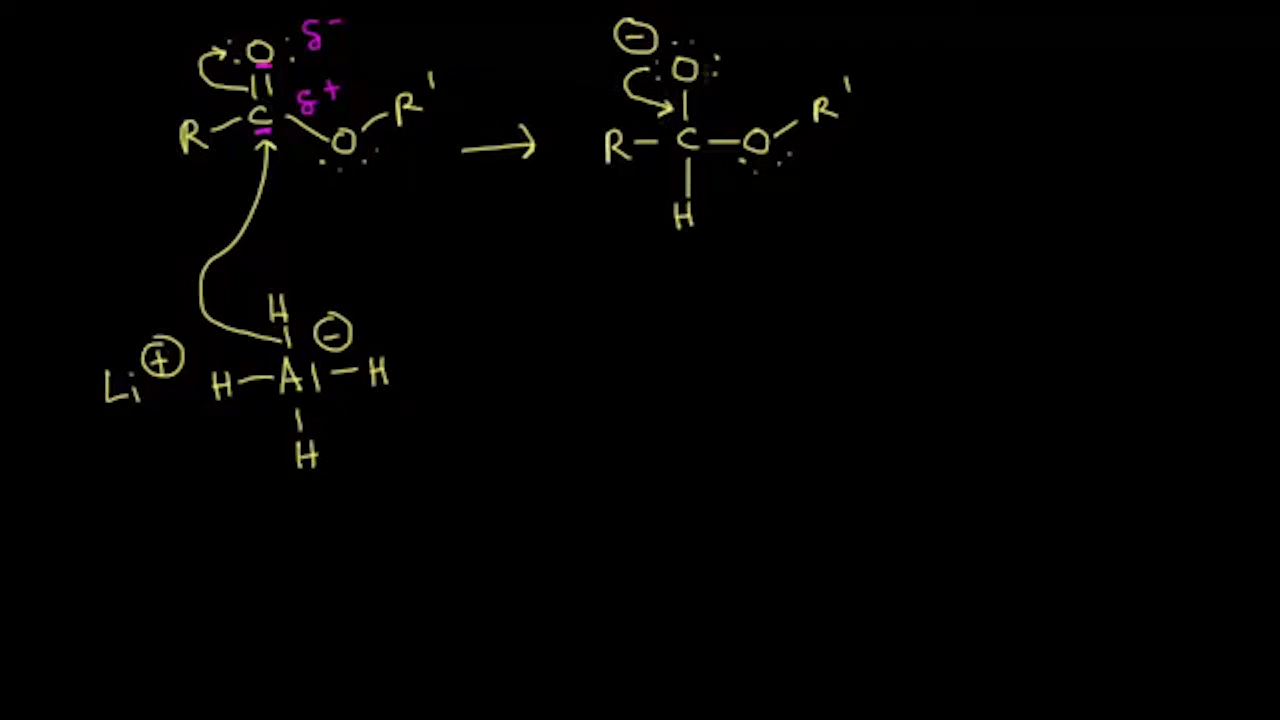 O δ- ⊖ O
R C δ+ O R' → R - C - O R'
H
H ⊖
Li ⊕ H - Al - H
H